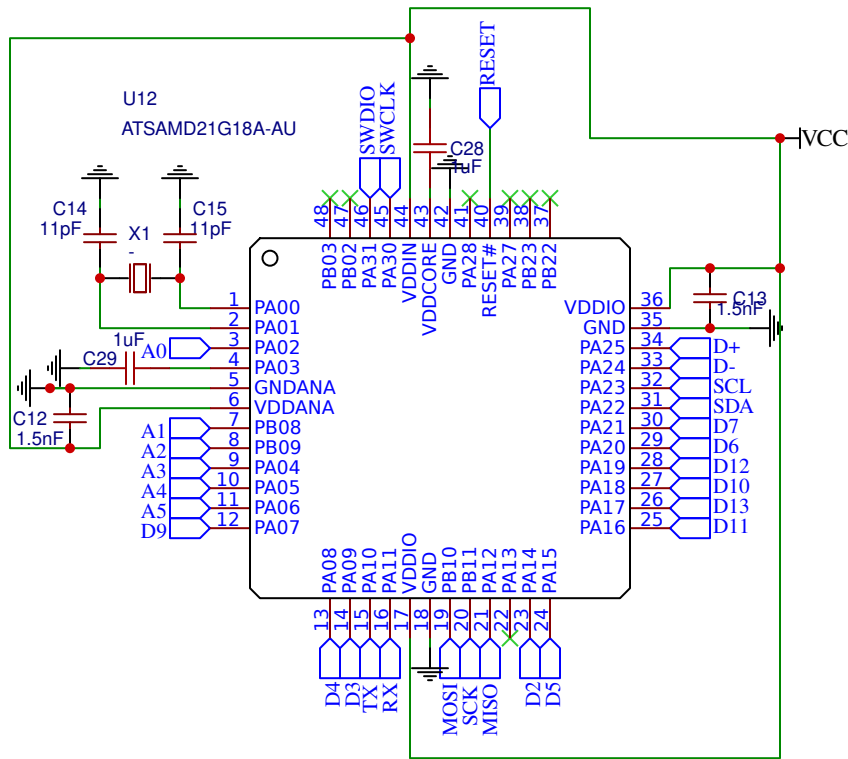 U12
ATSAMD21G18A-AU
RESET
SWDIO
SWCLK
C28
1uF
VCC
C14
11pF
X1
-
C15
11pF
48
47
46
45
44
43
42
41
40
39
38
37
PB03
PB02
PA31
PA30
VDDIN
VDDCORE
GND
PA28
RESET#
PA27
PB23
PB22
1 PA00
2 PA01
A0 3 PA02
C29
1uF
4 PA03
5 GNDANA
C12
1.5nF
6 VDDANA
A1 7 PB08
A2 8 PB09
A3 9 PA04
A4 10 PA05
A5 11 PA06
D9 12 PA07
VDDIO 36
C13
1.5nF
GND 35
PA25 34 D+
PA24 33 D-
PA23 32 SCL
PA22 31 SDA
PA21 30 D7
PA20 29 D6
PA19 28 D12
PA18 27 D10
PA17 26 D13
PA16 25 D11
PA08
PA09
PA10
PA11
VDDIO
GND
PB10
PB11
PA12
PA13
PA14
PA15
13
14
15
16
17
18
19
20
21
22
23
24
D4
D3
TX
RX
MOSI
SCK
MISO
D2
D5